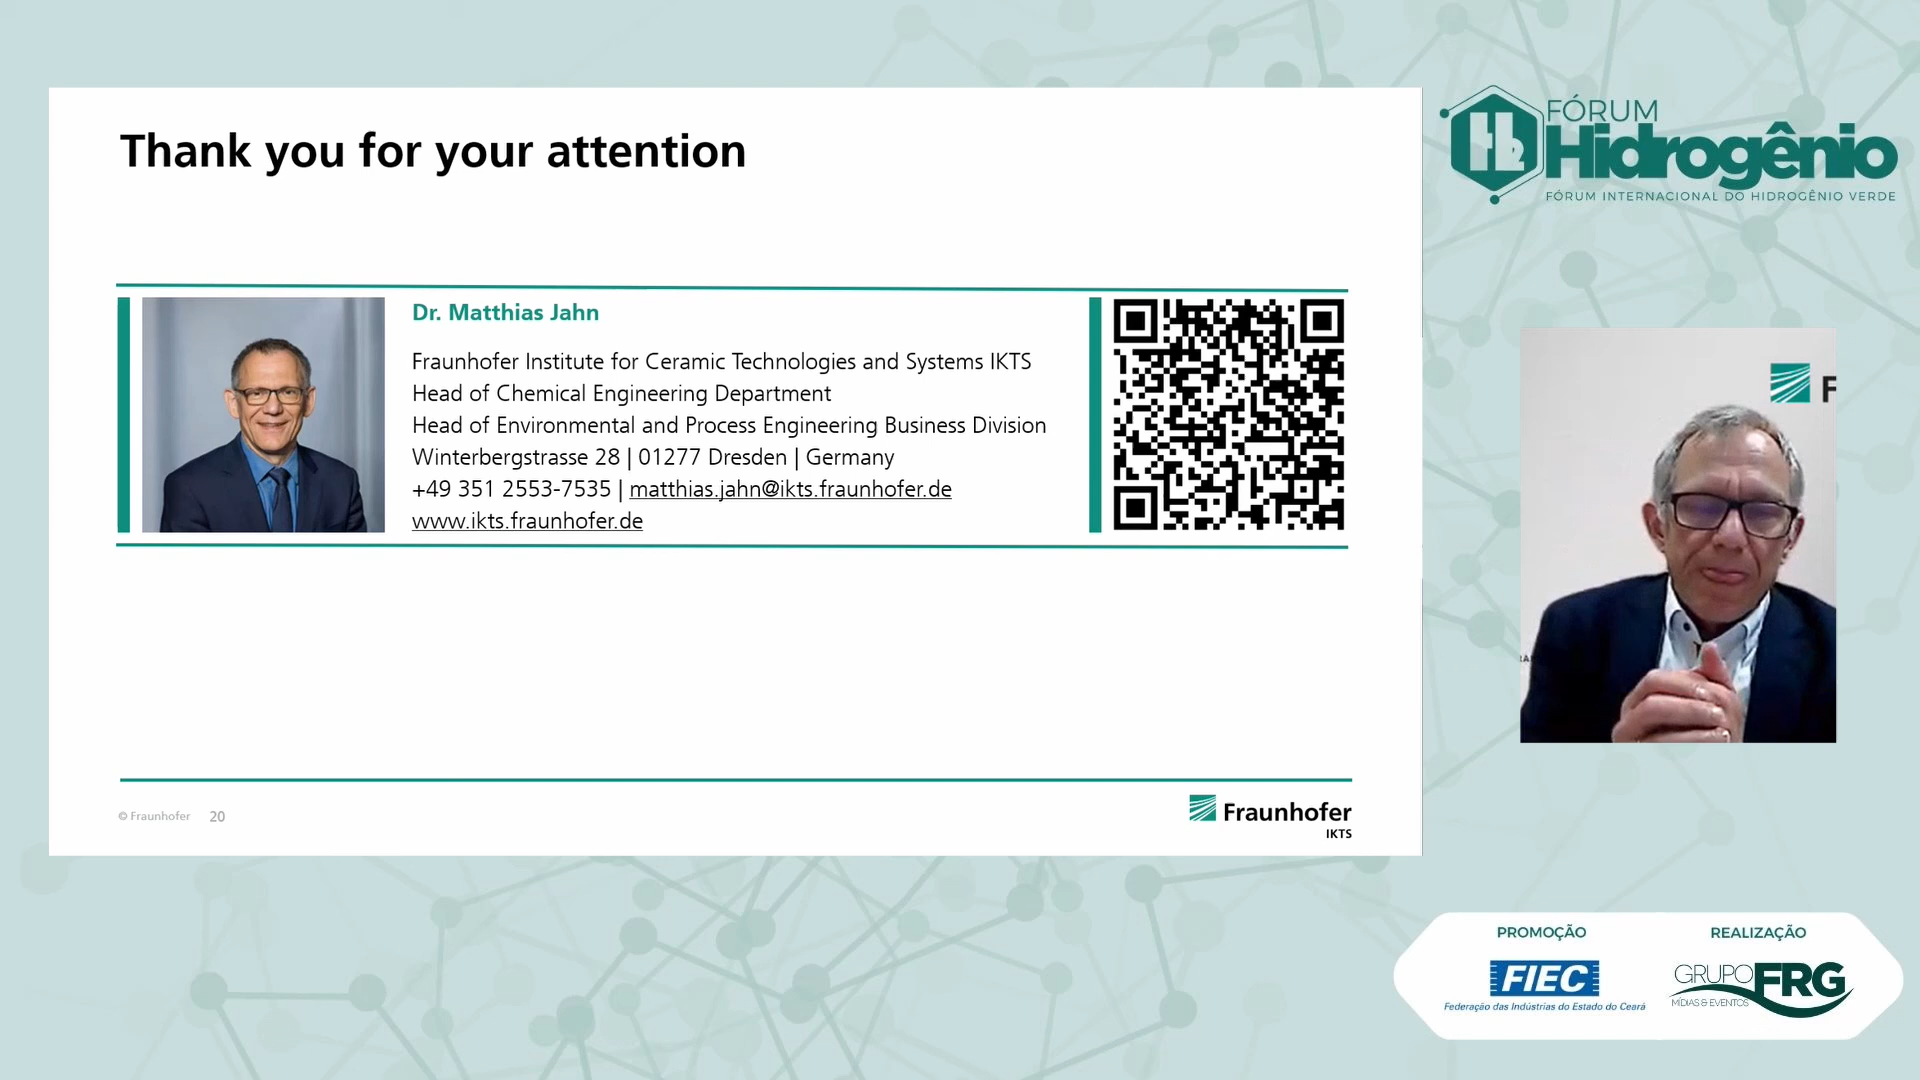 Thank you for your attention
Dr. Matthias Jahn
Fraunhofer Institute for Ceramic Technologies and Systems IKTS
Head of Chemical Engineering Department
Head of Environmental and Process Engineering Business Division
Winterbergstrasse 28 | 01277 Dresden | Germany
+49 351 2553-7535 | matthias.jahn@ikts.fraunhofer.de
www.ikts.fraunhofer.de
© Fraunhofer 20
Fraunhofer
IKTS
H2
FÓRUM
Hidrogênio
FÓRUM INTERNACIONAL DO HIDROGÊNIO VERDE
F
PROMOÇÃO
FIEC
Federação das Indústrias do Estado do Ceará
REALIZAÇÃO
GRUPO FRG
MÍDIAS & EVENTOS